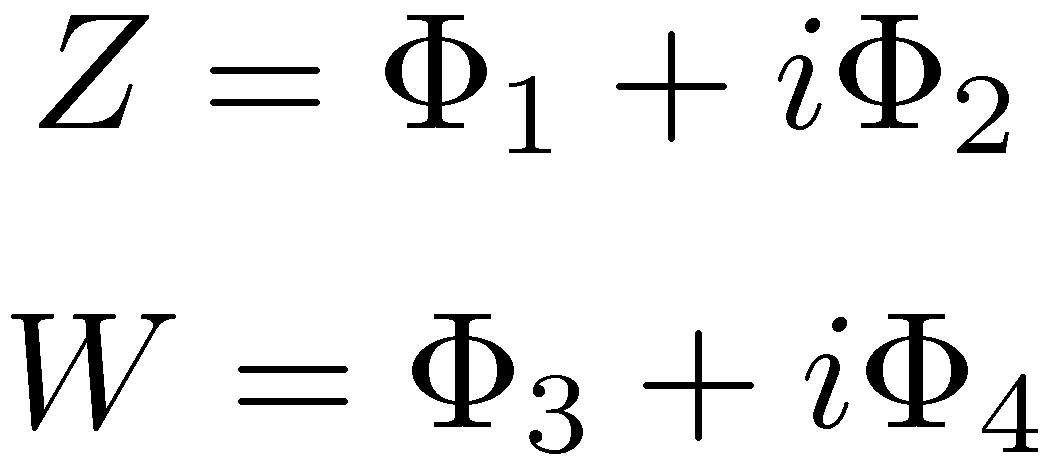 Z = Φ₁ + iΦ₂
W = Φ₃ + iΦ₄